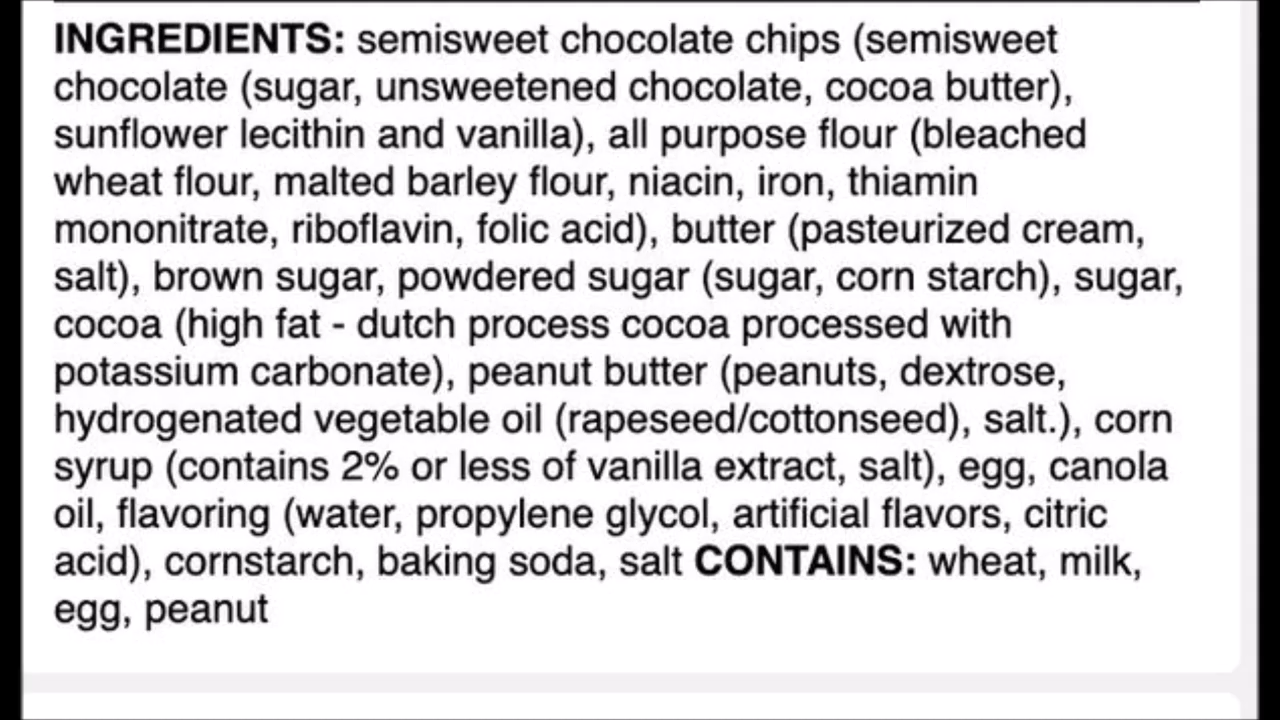 INGREDIENTS: semisweet chocolate chips (semisweet
chocolate (sugar, unsweetened chocolate, cocoa butter),
sunflower lecithin and vanilla), all purpose flour (bleached
wheat flour, malted barley flour, niacin, iron, thiamin
mononitrate, riboflavin, folic acid), butter (pasteurized cream,
salt), brown sugar, powdered sugar (sugar, corn starch), sugar,
cocoa (high fat - dutch process cocoa processed with
potassium carbonate), peanut butter (peanuts, dextrose,
hydrogenated vegetable oil (rapeseed/cottonseed), salt.), corn
syrup (contains 2% or less of vanilla extract, salt), egg, canola
oil, flavoring (water, propylene glycol, artificial flavors, citric
acid), cornstarch, baking soda, salt CONTAINS: wheat, milk,
egg, peanut